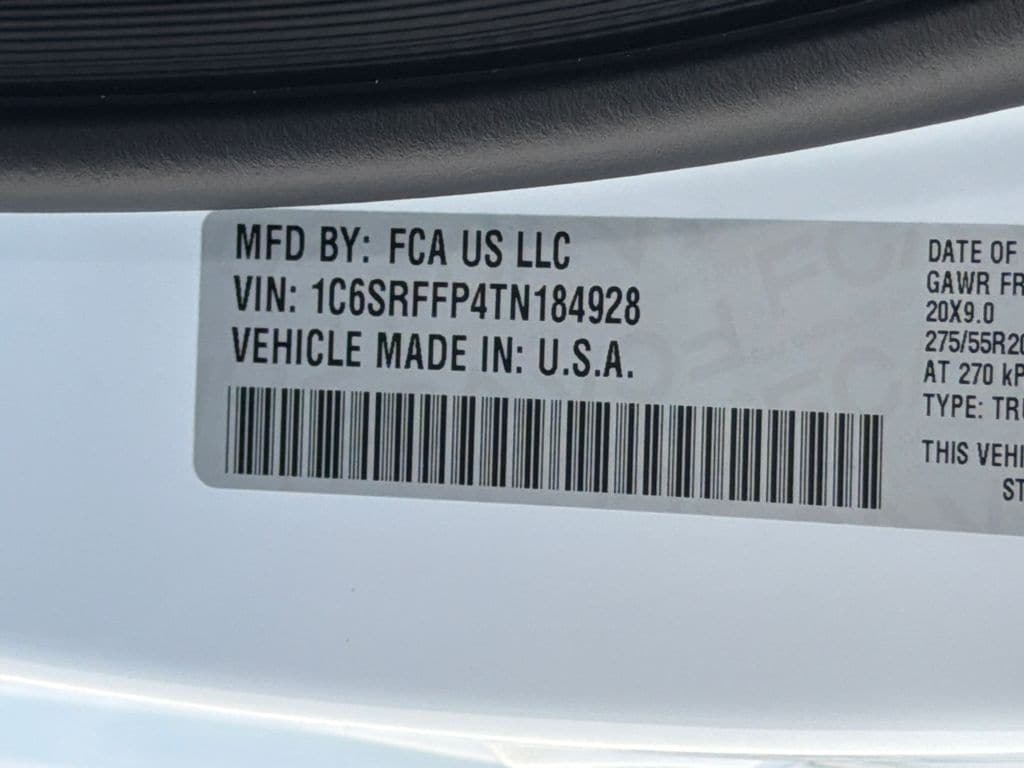 MFD BY: FCA US LLC
VIN: 1C6SRFFP4TN184928
VEHICLE MADE IN: U.S.A.
DATE OF
GAWR FR
20X9.0
275/55R20
AT 270 kP
TYPE: TRU
THIS VEHI
ST